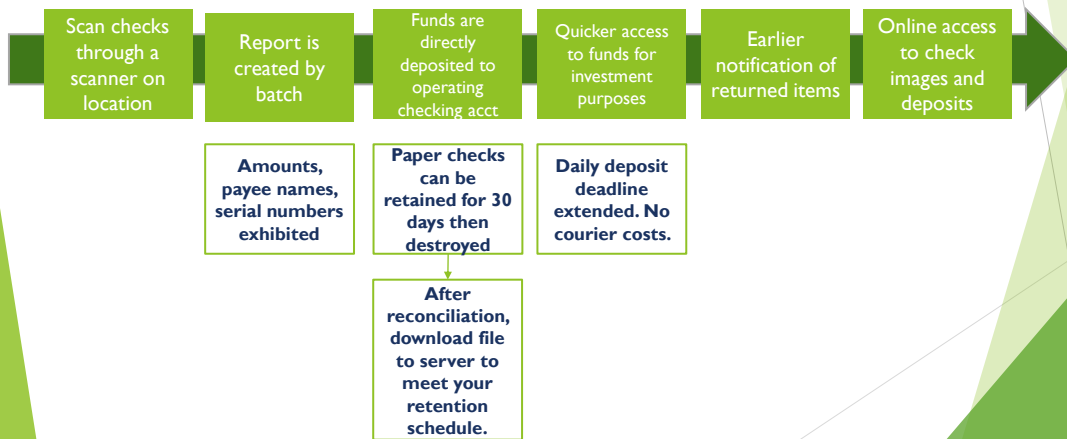 Scan checks
through a
scanner on
location
Report is
created by
batch
Funds are
directly
deposited to
operating
checking acct
Quicker access
to funds for
investment
purposes
Earlier
notification of
returned items
Online access
to check
images and
deposits
Amounts,
payee names,
serial numbers
exhibited
Paper checks
can be
retained for 30
days then
destroyed
Daily deposit
deadline
extended. No
courier costs.
After
reconciliation,
download file
to server to
meet your
retention
schedule.